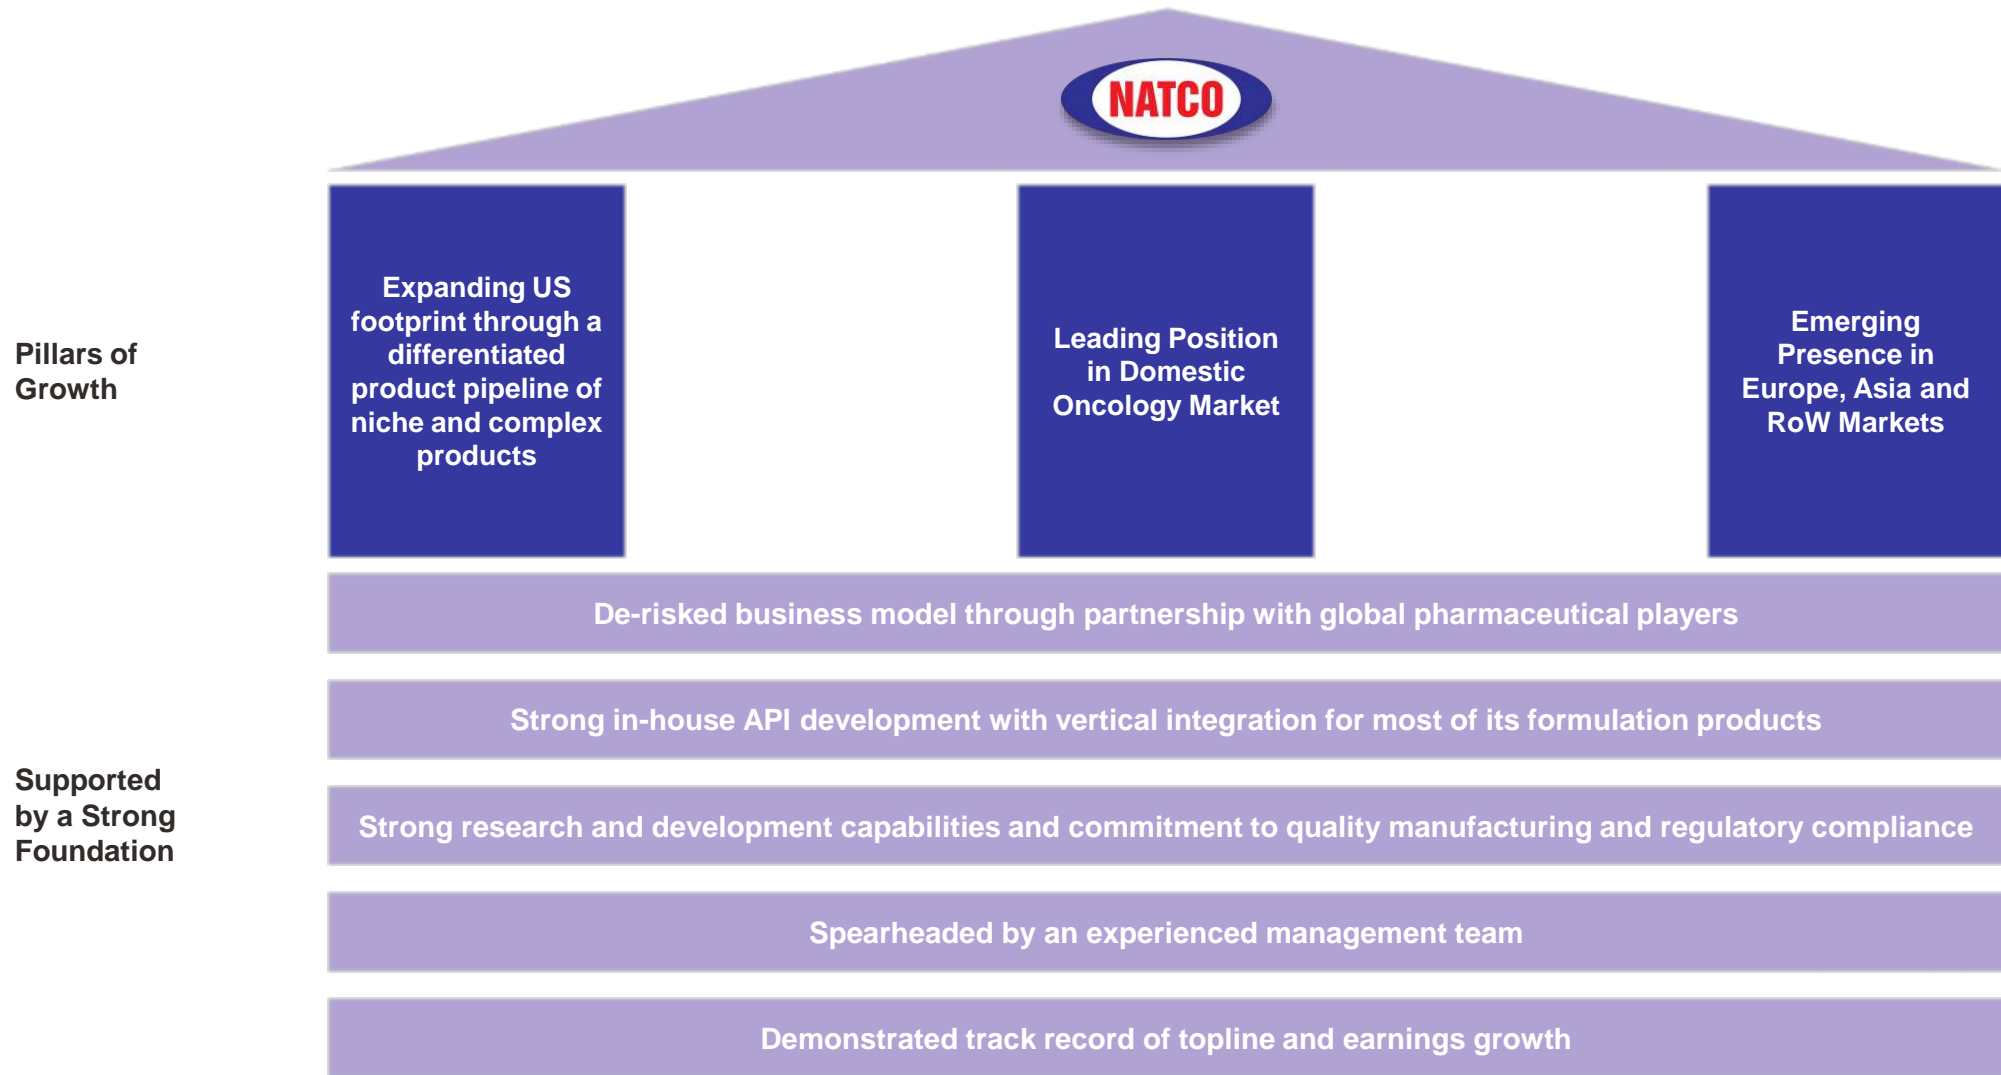 NATCO
Pillars of
Growth
Expanding US
footprint through a
differentiated
product pipeline of
niche and complex
products
Leading Position
in Domestic
Oncology Market
Emerging
Presence in
Europe, Asia and
RoW Markets
Supported
by a Strong
Foundation
De-risked business model through partnership with global pharmaceutical players
Strong in-house API development with vertical integration for most of its formulation products
Strong research and development capabilities and commitment to quality manufacturing and regulatory compliance
Spearheaded by an experienced management team
Demonstrated track record of topline and earnings growth